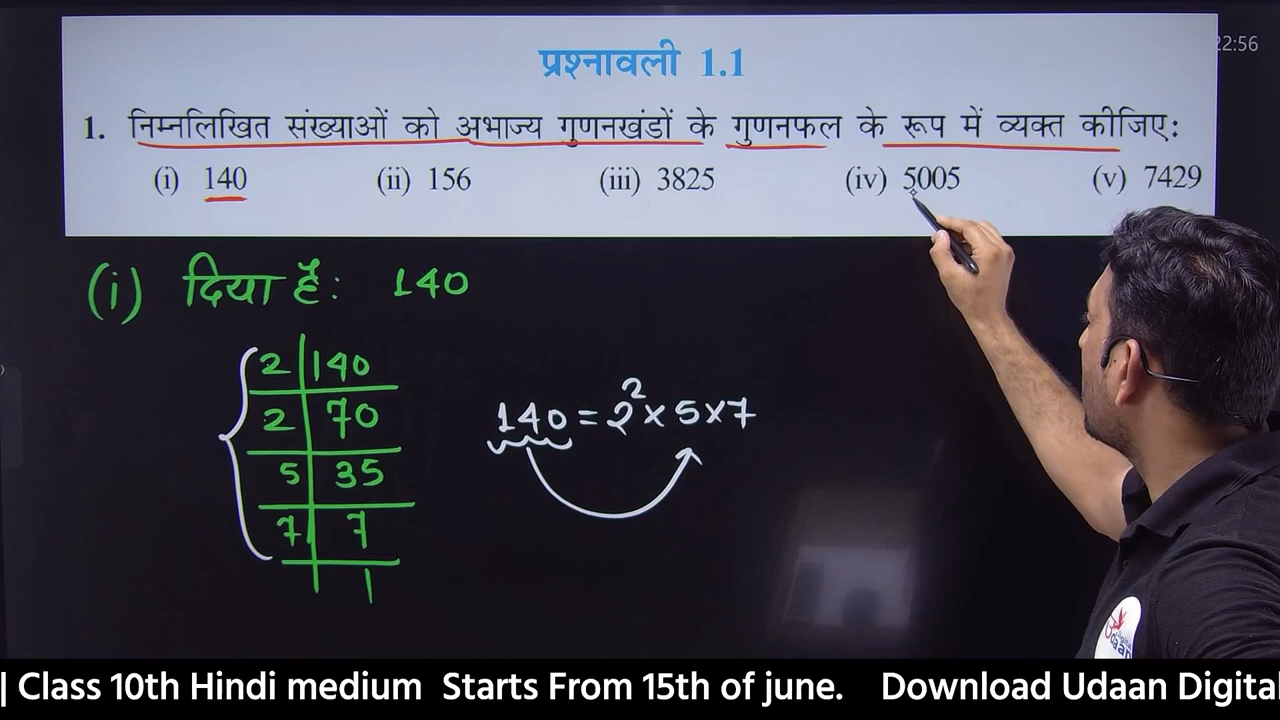 22:56
प्रश्नावली 1.1
1. निम्नलिखित संख्याओं को अभाज्य गुणनखंडों के गुणनफल के रूप में व्यक्त कीजिए:
(i) 140 (ii) 156 (iii) 3825 (iv) 5005 (v) 7429
(i) दिया है: 140
2 | 140
2 | 70
5 | 35
7 | 7
1
140 = 2² × 5 × 7
Digital
Udaan
| Class 10th Hindi medium Starts From 15th of june. Download Udaan Digital